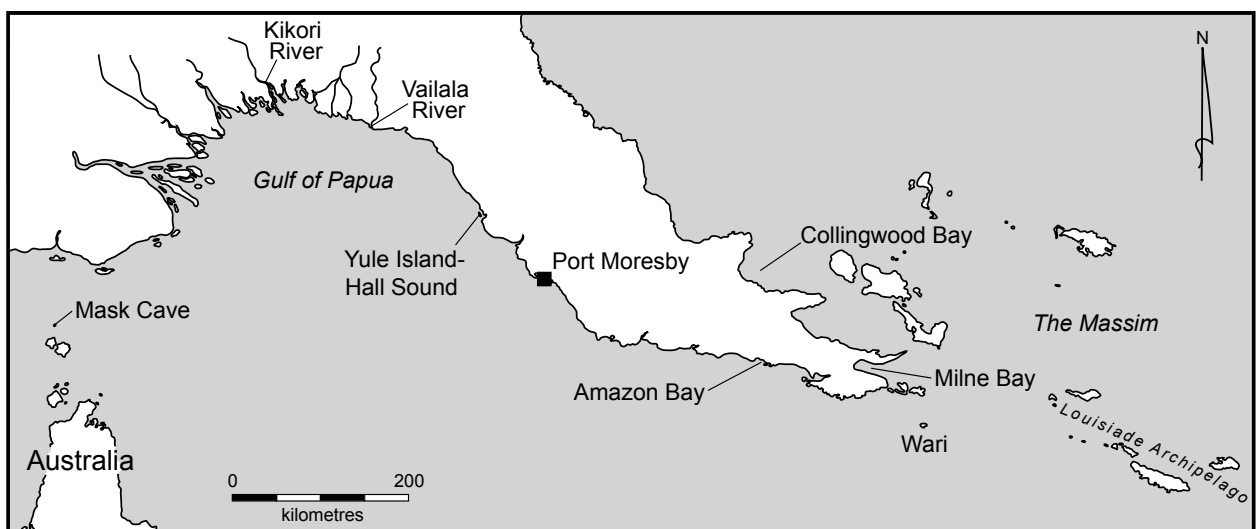 Kikori
River
N
Vailala
River
Gulf of Papua
Collingwood Bay
Yule Island-
Hall Sound
Port Moresby
Mask Cave
The Massim
Amazon Bay
Milne Bay
Louisiade Archipelago
Wari
Australia
0 200
kilometres